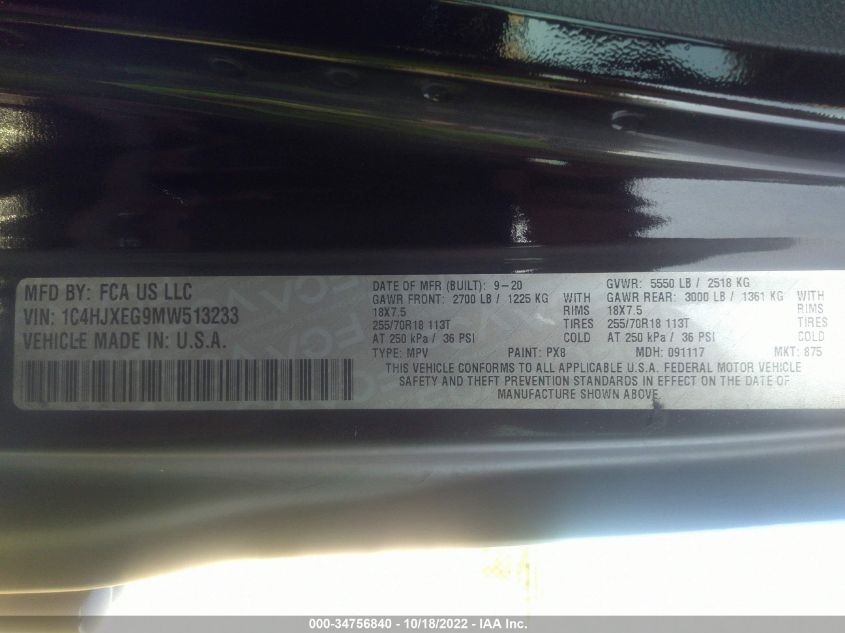 MFD BY: FCA US LLC
VIN: 1C4HJXEG9MW513233
VEHICLE MADE IN: U.S.A.
DATE OF MFR (BUILT): 9-20 GVWR: 5550 LB / 2518 KG
GAWR FRONT: 2700 LB / 1225 KG WITH GAWR REAR: 3000 LB / 1361 KG WITH
18X7.5 RIMS 18X7.5 RIMS
255/70R18 113T TIRES 255/70R18 113T TIRES
AT 250 kPa / 36 PSI COLD AT 250 kPa / 36 PSI COLD
TYPE: MPV PAINT: PX8 MDH: 091117 MKT: 875
THIS VEHICLE CONFORMS TO ALL APPLICABLE U.S.A. FEDERAL MOTOR VEHICLE
SAFETY AND THEFT PREVENTION STANDARDS IN EFFECT ON THE DATE OF
MANUFACTURE SHOWN ABOVE.
000-34756840 - 10/18/2022 - IAA Inc.